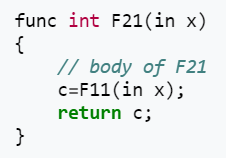 func int F21(in x)
{
    // body of F21
    c=F11(in x);
    return c;
}